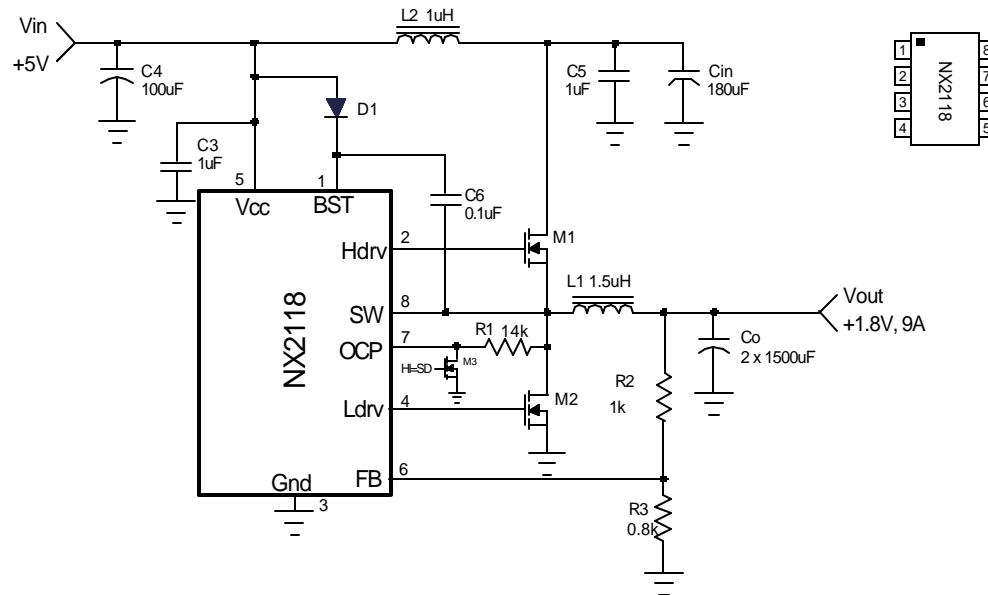 Vin
+5V
C4
100uF
L2 1uH
C5
1uF
Cin
180uF
1
2
3
4
NX2118
8
7
6
5
D1
C3
1uF
5
1
Vcc
BST
C6
0.1uF
Hdrv
2
M1
SW
8
L1 1.5uH
Vout
+1.8V, 9A
OCP
7
R1 14k
HI=SD
M3
Co
2 x 1500uF
NX2118
Ldrv
4
M2
R2
1k
FB
6
Gnd
3
R3
0.8k